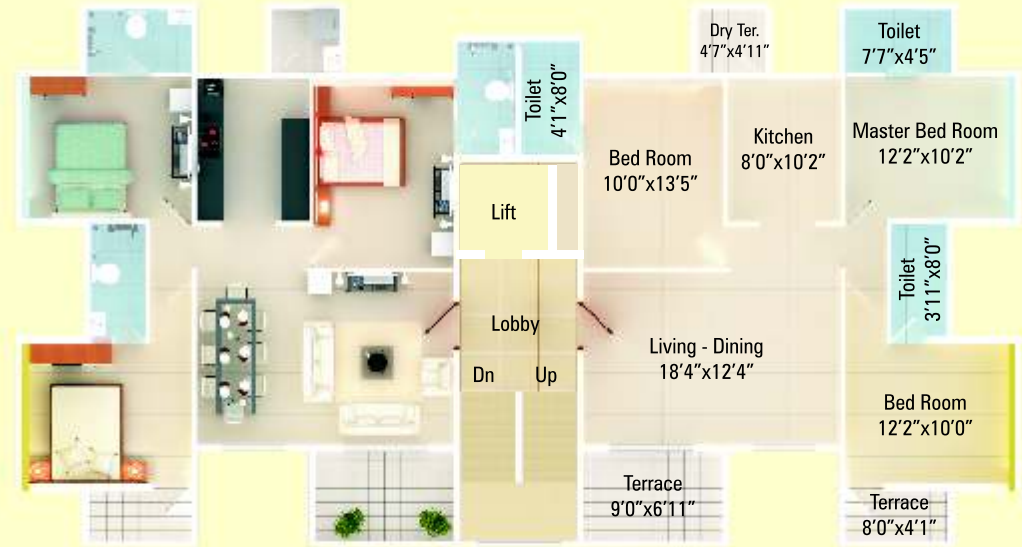 Dry Ter.
4'7"x4'11"
Toilet
7'7"x4'5"
Toilet
4'1"x8'0"
Bed Room
10'0"x13'5"
Kitchen
8'0"x10'2"
Master Bed Room
12'2"x10'2"
Lift
Toilet
3'11"x8'0"
Lobby
Dn
Up
Living - Dining
18'4"x12'4"
Bed Room
12'2"x10'0"
Terrace
9'0"x6'11"
Terrace
8'0"x4'1"